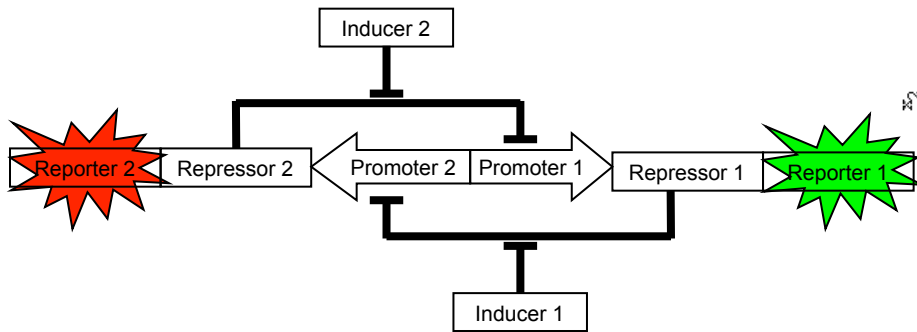 Inducer 2
Reporter 2 Repressor 2 Promoter 2 Promoter 1 Repressor 1 Reporter 1
Inducer 1